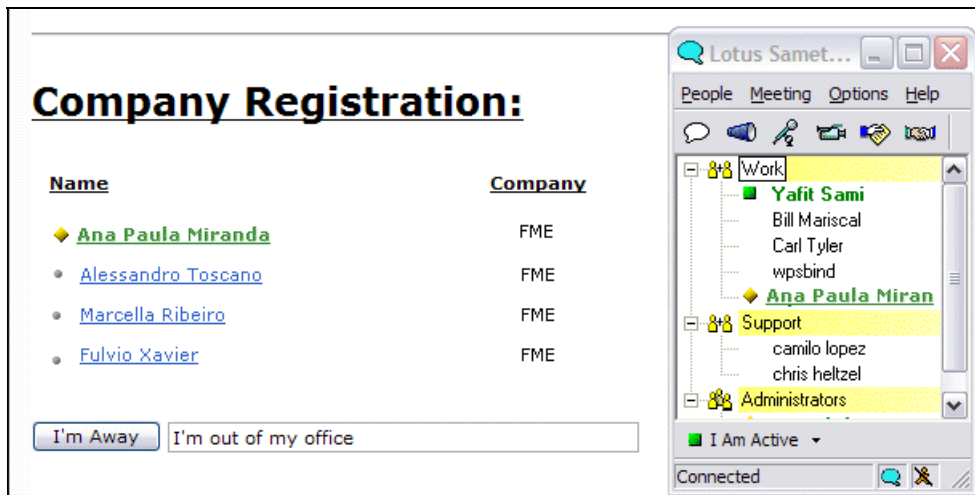 Company Registration:
Name Company
Ana Paula Miranda FME
Alessandro Toscano FME
Marcella Ribeiro FME
Fulvio Xavier FME
I'm Away I'm out of my office
Lotus Samet...
People Meeting Options Help
Work
Yafit Sami
Bill Mariscal
Carl Tyler
wpsbind
Ana Paula Miran
Support
camilo lopez
chris heltzel
Administrators
I Am Active
Connected